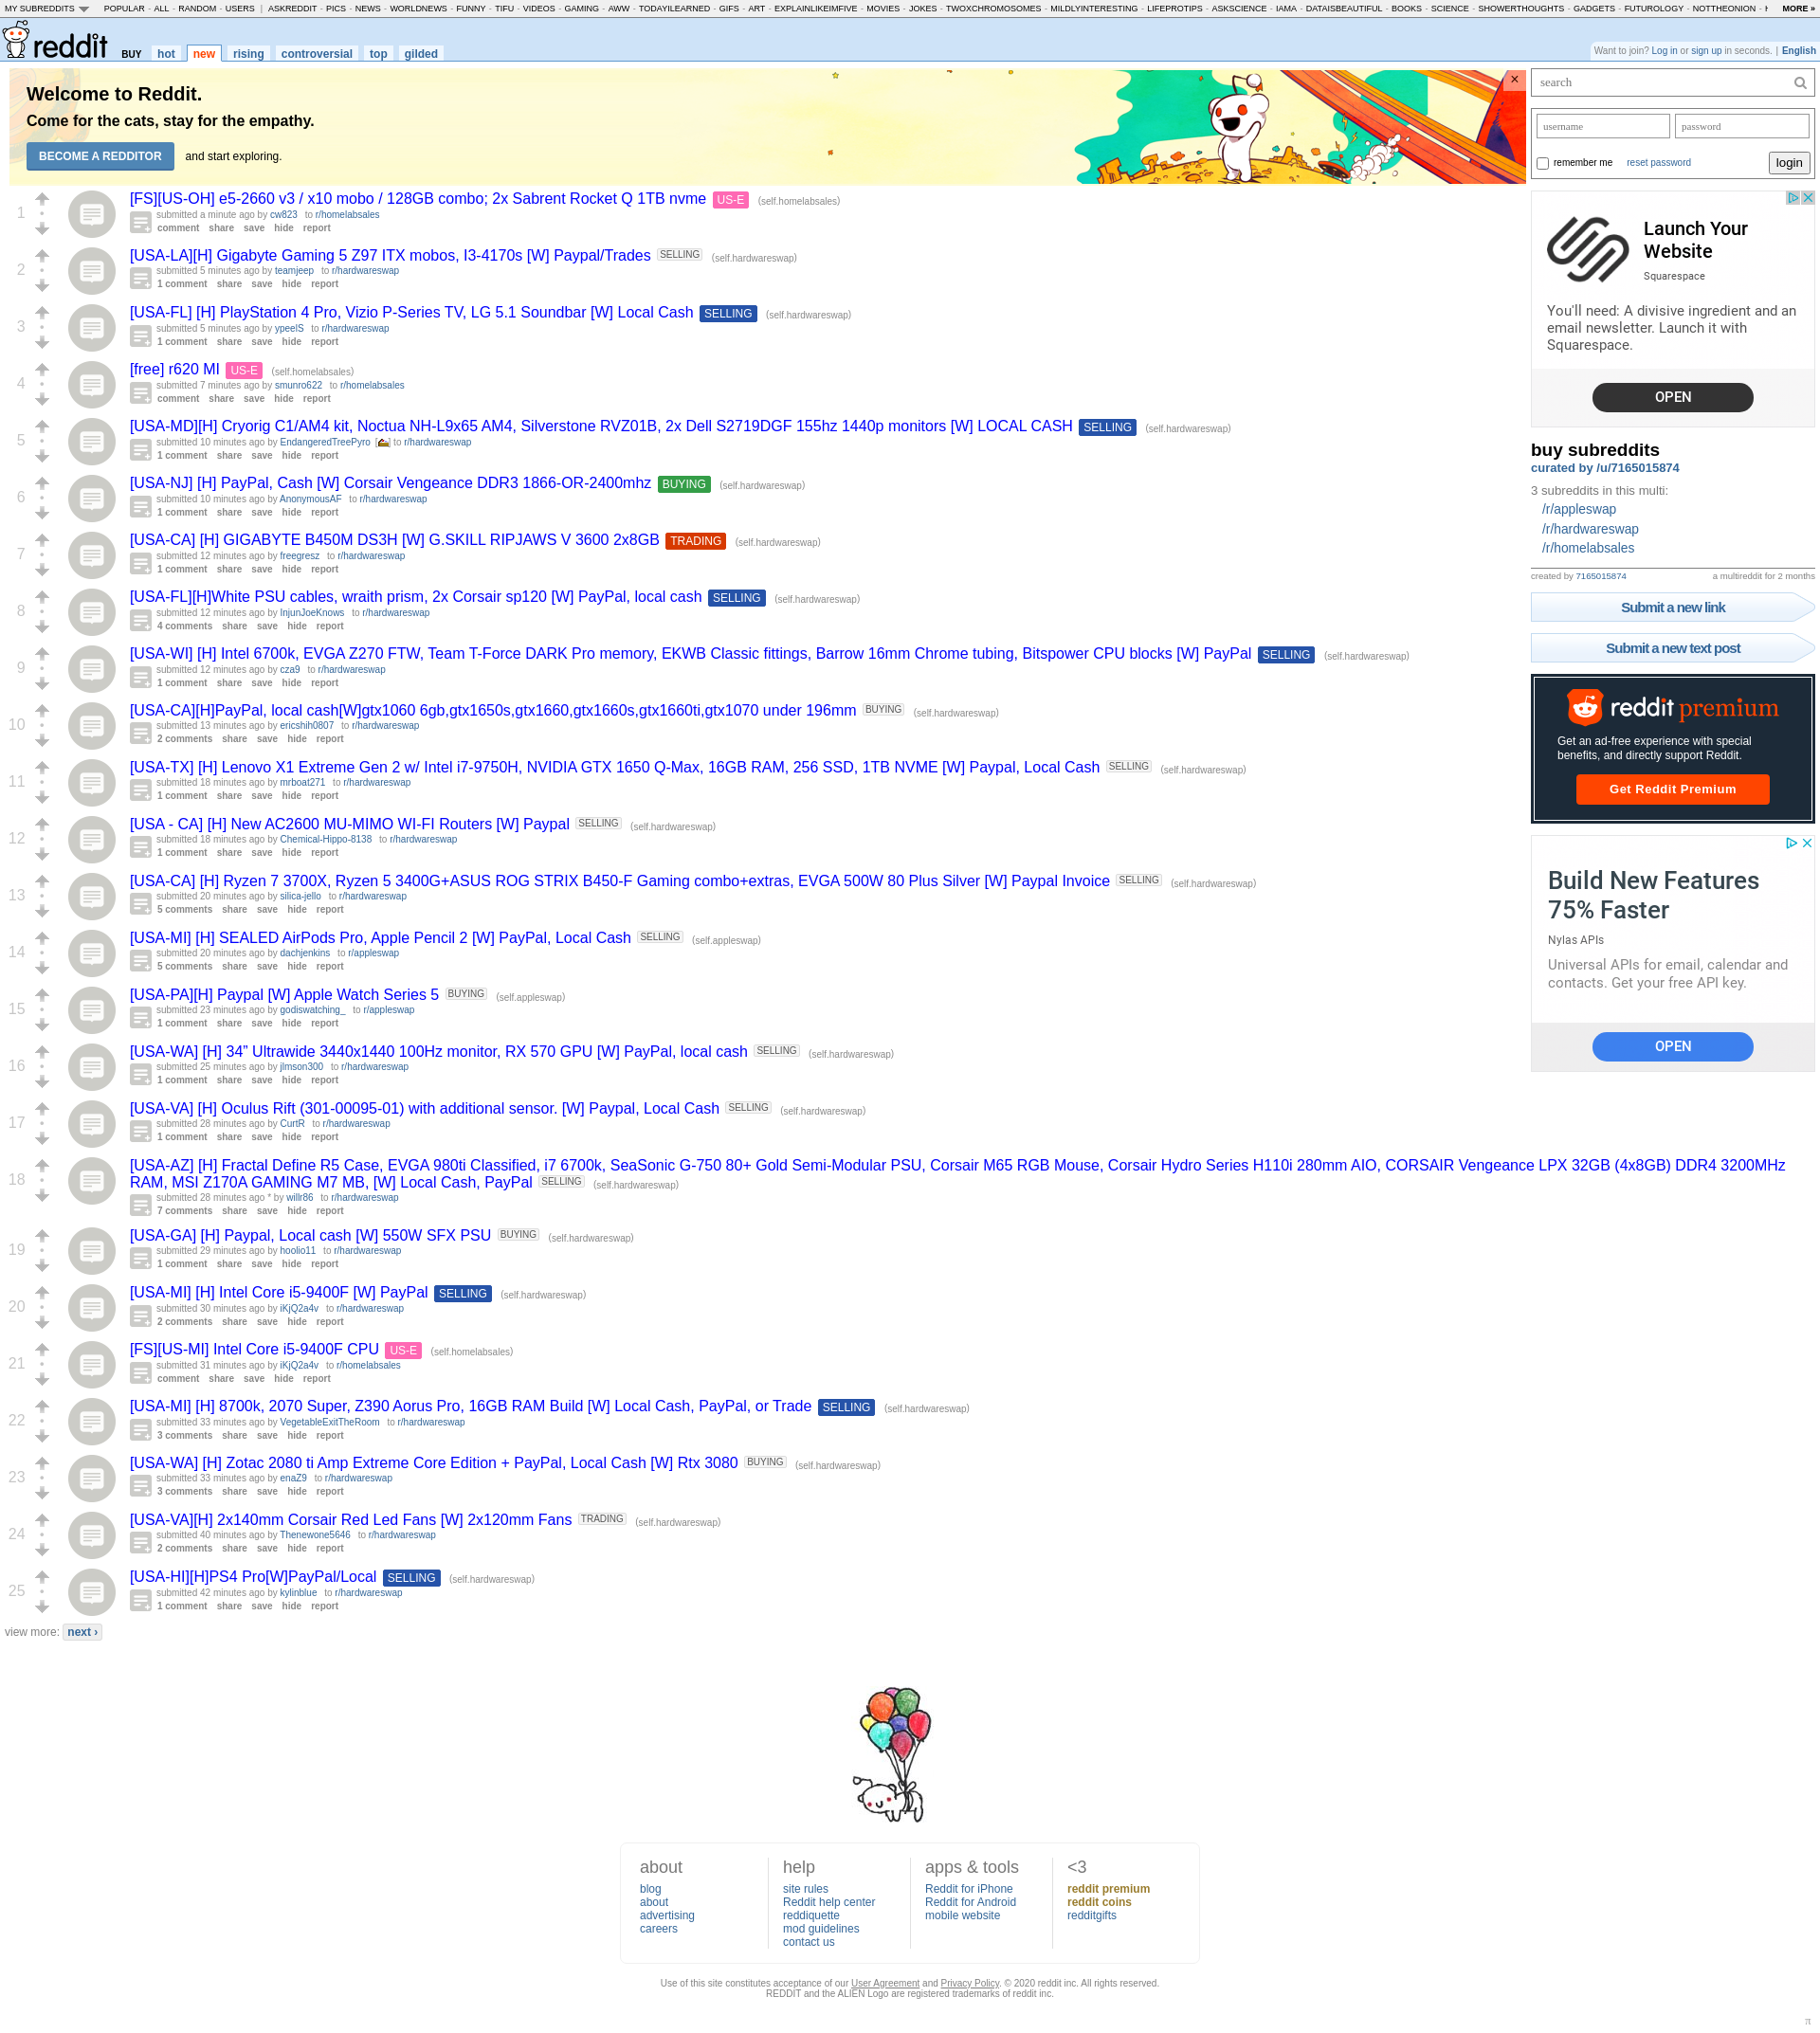 MY SUBREDDITS POPULAR - ALL - RANDOM - USERS | ASKREDDIT - PICS - NEWS - WORLDNEWS - FUNNY - TIFU - VIDEOS - GAMING - AWW - TODAYILEARNED - GIFS - ART - EXPLAINLIKEIMFIVE - MOVIES - JOKES - TWOXCHROMOSOMES - MILDLYINTERESTING - LIFEPROTIPS - ASKSCIENCE - IAMA - DATAISBEAUTIFUL - BOOKS - SCIENCE - SHOWERTHOUGHTS - GADGETS - FUTUROLOGY - NOTTHEONION - MORE »
reddit BUY hot new rising controversial top gilded
Want to join? Log in or sign up in seconds. | English
Welcome to Reddit.
Come for the cats, stay for the empathy.
BECOME A REDDITOR and start exploring.
×
1
[FS][US-OH] e5-2660 v3 / x10 mobo / 128GB combo; 2x Sabrent Rocket Q 1TB nvme US-E (self.homelabsales)
submitted a minute ago by cw823 to r/homelabsales
comment share save hide report
2
[USA-LA][H] Gigabyte Gaming 5 Z97 ITX mobos, I3-4170s [W] Paypal/Trades SELLING (self.hardwareswap)
submitted 5 minutes ago by teamjeep to r/hardwareswap
1 comment share save hide report
3
[USA-FL] [H] PlayStation 4 Pro, Vizio P-Series TV, LG 5.1 Soundbar [W] Local Cash SELLING (self.hardwareswap)
submitted 5 minutes ago by ypeelS to r/hardwareswap
1 comment share save hide report
4
[free] r620 MI US-E (self.homelabsales)
submitted 7 minutes ago by smunro622 to r/homelabsales
comment share save hide report
5
[USA-MD][H] Cryorig C1/AM4 kit, Noctua NH-L9x65 AM4, Silverstone RVZ01B, 2x Dell S2719DGF 155hz 1440p monitors [W] LOCAL CASH SELLING (self.hardwareswap)
submitted 10 minutes ago by EndangeredTreePyro [] to r/hardwareswap
1 comment share save hide report
6
[USA-NJ] [H] PayPal, Cash [W] Corsair Vengeance DDR3 1866-OR-2400mhz BUYING (self.hardwareswap)
submitted 10 minutes ago by AnonymousAF to r/hardwareswap
1 comment share save hide report
7
[USA-CA] [H] GIGABYTE B450M DS3H [W] G.SKILL RIPJAWS V 3600 2x8GB TRADING (self.hardwareswap)
submitted 12 minutes ago by freegresz to r/hardwareswap
1 comment share save hide report
8
[USA-FL][H]White PSU cables, wraith prism, 2x Corsair sp120 [W] PayPal, local cash SELLING (self.hardwareswap)
submitted 12 minutes ago by InjunJoeKnows to r/hardwareswap
4 comments share save hide report
9
[USA-WI] [H] Intel 6700k, EVGA Z270 FTW, Team T-Force DARK Pro memory, EKWB Classic fittings, Barrow 16mm Chrome tubing, Bitspower CPU blocks [W] PayPal SELLING (self.hardwareswap)
submitted 12 minutes ago by cza9 to r/hardwareswap
1 comment share save hide report
10
[USA-CA][H]PayPal, local cash[W]gtx1060 6gb,gtx1650s,gtx1660,gtx1660s,gtx1660ti,gtx1070 under 196mm BUYING (self.hardwareswap)
submitted 13 minutes ago by ericshih0807 to r/hardwareswap
2 comments share save hide report
11
[USA-TX] [H] Lenovo X1 Extreme Gen 2 w/ Intel i7-9750H, NVIDIA GTX 1650 Q-Max, 16GB RAM, 256 SSD, 1TB NVME [W] Paypal, Local Cash SELLING (self.hardwareswap)
submitted 18 minutes ago by mrboat271 to r/hardwareswap
1 comment share save hide report
12
[USA - CA] [H] New AC2600 MU-MIMO WI-FI Routers [W] Paypal SELLING (self.hardwareswap)
submitted 18 minutes ago by Chemical-Hippo-8138 to r/hardwareswap
1 comment share save hide report
13
[USA-CA] [H] Ryzen 7 3700X, Ryzen 5 3400G+ASUS ROG STRIX B450-F Gaming combo+extras, EVGA 500W 80 Plus Silver [W] Paypal Invoice SELLING (self.hardwareswap)
submitted 20 minutes ago by silica-jello to r/hardwareswap
5 comments share save hide report
14
[USA-MI] [H] SEALED AirPods Pro, Apple Pencil 2 [W] PayPal, Local Cash SELLING (self.appleswap)
submitted 20 minutes ago by dachjenkins to r/appleswap
5 comments share save hide report
15
[USA-PA][H] Paypal [W] Apple Watch Series 5 BUYING (self.appleswap)
submitted 23 minutes ago by godiswatching_ to r/appleswap
1 comment share save hide report
16
[USA-WA] [H] 34” Ultrawide 3440x1440 100Hz monitor, RX 570 GPU [W] PayPal, local cash SELLING (self.hardwareswap)
submitted 25 minutes ago by jlmson300 to r/hardwareswap
1 comment share save hide report
17
[USA-VA] [H] Oculus Rift (301-00095-01) with additional sensor. [W] Paypal, Local Cash SELLING (self.hardwareswap)
submitted 28 minutes ago by CurtR to r/hardwareswap
1 comment share save hide report
18
[USA-AZ] [H] Fractal Define R5 Case, EVGA 980ti Classified, i7 6700k, SeaSonic G-750 80+ Gold Semi-Modular PSU, Corsair M65 RGB Mouse, Corsair Hydro Series H110i 280mm AIO, CORSAIR Vengeance LPX 32GB (4x8GB) DDR4 3200MHz
RAM, MSI Z170A GAMING M7 MB, [W] Local Cash, PayPal SELLING (self.hardwareswap)
submitted 28 minutes ago * by willr86 to r/hardwareswap
7 comments share save hide report
19
[USA-GA] [H] Paypal, Local cash [W] 550W SFX PSU BUYING (self.hardwareswap)
submitted 29 minutes ago by hoolio11 to r/hardwareswap
1 comment share save hide report
20
[USA-MI] [H] Intel Core i5-9400F [W] PayPal SELLING (self.hardwareswap)
submitted 30 minutes ago by iKjQ2a4v to r/hardwareswap
2 comments share save hide report
21
[FS][US-MI] Intel Core i5-9400F CPU US-E (self.homelabsales)
submitted 31 minutes ago by iKjQ2a4v to r/homelabsales
comment share save hide report
22
[USA-MI] [H] 8700k, 2070 Super, Z390 Aorus Pro, 16GB RAM Build [W] Local Cash, PayPal, or Trade SELLING (self.hardwareswap)
submitted 33 minutes ago by VegetableExitTheRoom to r/hardwareswap
3 comments share save hide report
23
[USA-WA] [H] Zotac 2080 ti Amp Extreme Core Edition + PayPal, Local Cash [W] Rtx 3080 BUYING (self.hardwareswap)
submitted 33 minutes ago by enaZ9 to r/hardwareswap
3 comments share save hide report
24
[USA-VA][H] 2x140mm Corsair Red Led Fans [W] 2x120mm Fans TRADING (self.hardwareswap)
submitted 40 minutes ago by Thenewone5646 to r/hardwareswap
2 comments share save hide report
25
[USA-HI][H]PS4 Pro[W]PayPal/Local SELLING (self.hardwareswap)
submitted 42 minutes ago by kylinblue to r/hardwareswap
1 comment share save hide report
view more: next ›
search
username password
remember me reset password login
Launch Your
Website
Squarespace
You'll need: A divisive ingredient and an
email newsletter. Launch it with
Squarespace.
OPEN
buy subreddits
curated by /u/7165015874
3 subreddits in this multi:
/r/appleswap
/r/hardwareswap
/r/homelabsales
created by 7165015874 a multireddit for 2 months
Submit a new link
Submit a new text post
reddit premium
Get an ad-free experience with special
benefits, and directly support Reddit.
Get Reddit Premium
Build New Features
75% Faster
Nylas APIs
Universal APIs for email, calendar and
contacts. Get your free API key.
OPEN
about
blog
about
advertising
careers
help
site rules
Reddit help center
reddiquette
mod guidelines
contact us
apps & tools
Reddit for iPhone
Reddit for Android
mobile website
<3
reddit premium
reddit coins
redditgifts
Use of this site constitutes acceptance of our User Agreement and Privacy Policy. © 2020 reddit inc. All rights reserved.
REDDIT and the ALIEN Logo are registered trademarks of reddit inc.
π